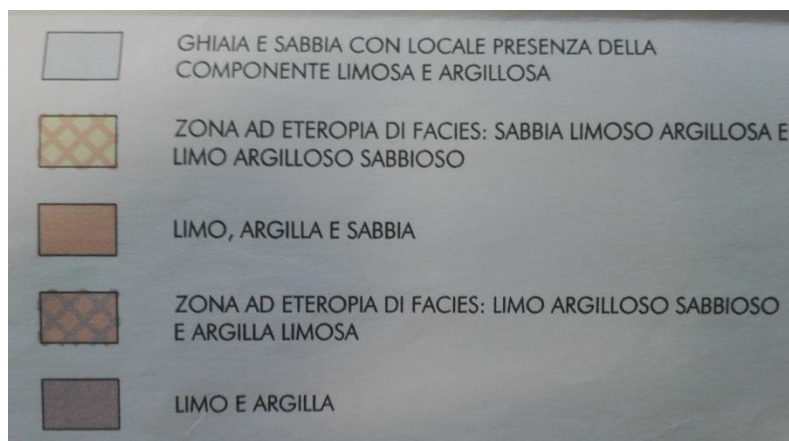 GHIAIA E SABBIA CON LOCALE PRESENZA DELLA
COMPONENTE LIMOSA E ARGILLOSA
ZONA AD ETEROPIA DI FACIES: SABBIA LIMOSO ARGILLOSA E
LIMO ARGILLOSO SABBIOSO
LIMO, ARGILLA E SABBIA
ZONA AD ETEROPIA DI FACIES: LIMO ARGILLOSO SABBIOSO
E ARGILLA LIMOSA
LIMO E ARGILLA